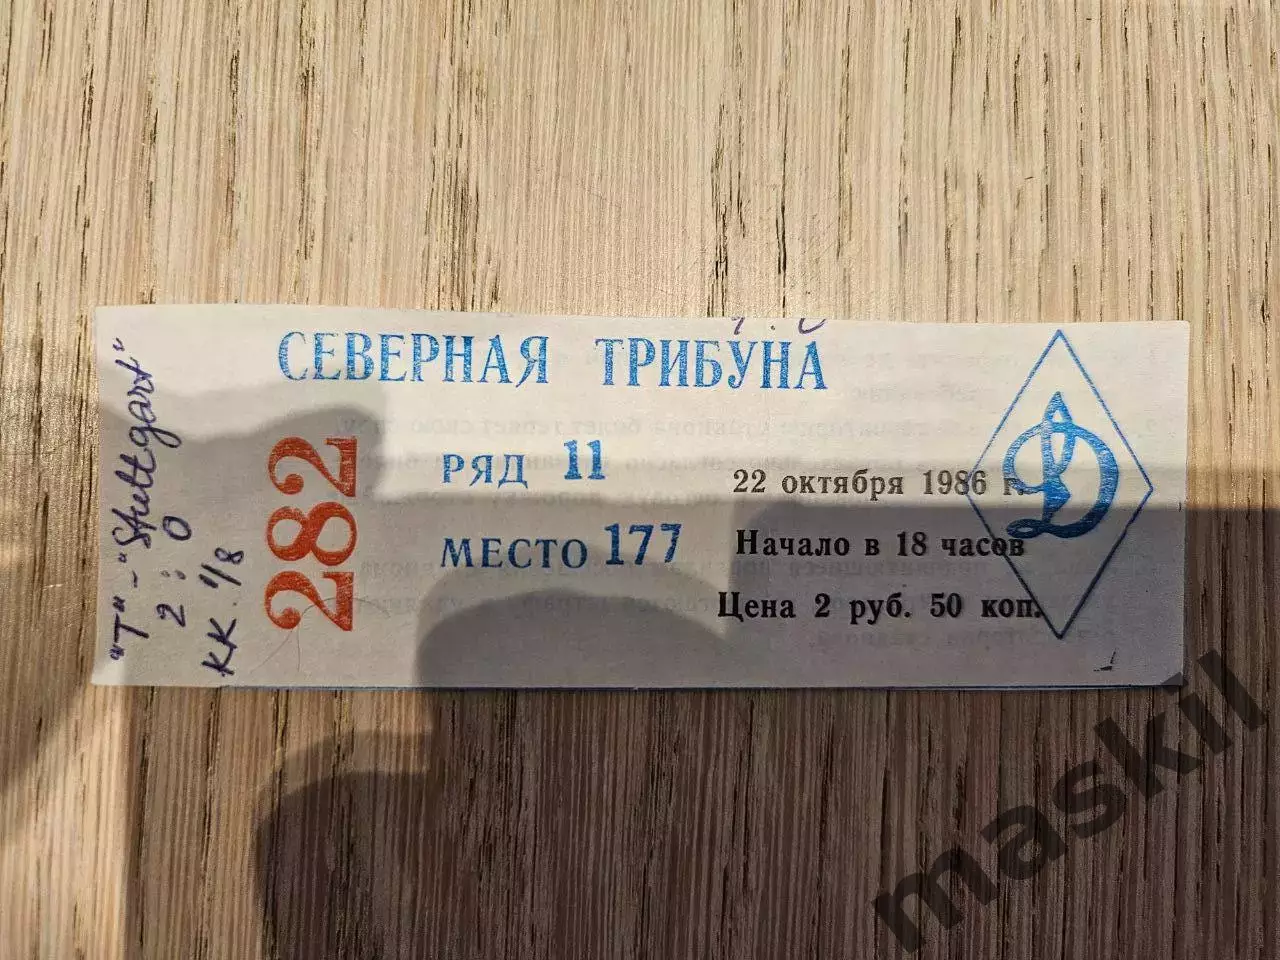 СЕВЕРНАЯ ТРИБУНА
282
РЯД 11
МЕСТО 177
22 октября 1986 г.
Начало в 18 часов
Цена 2 руб. 50 коп.
Д
"Т" - "Stuttgart"
2:0
КК. 1/8
maskil